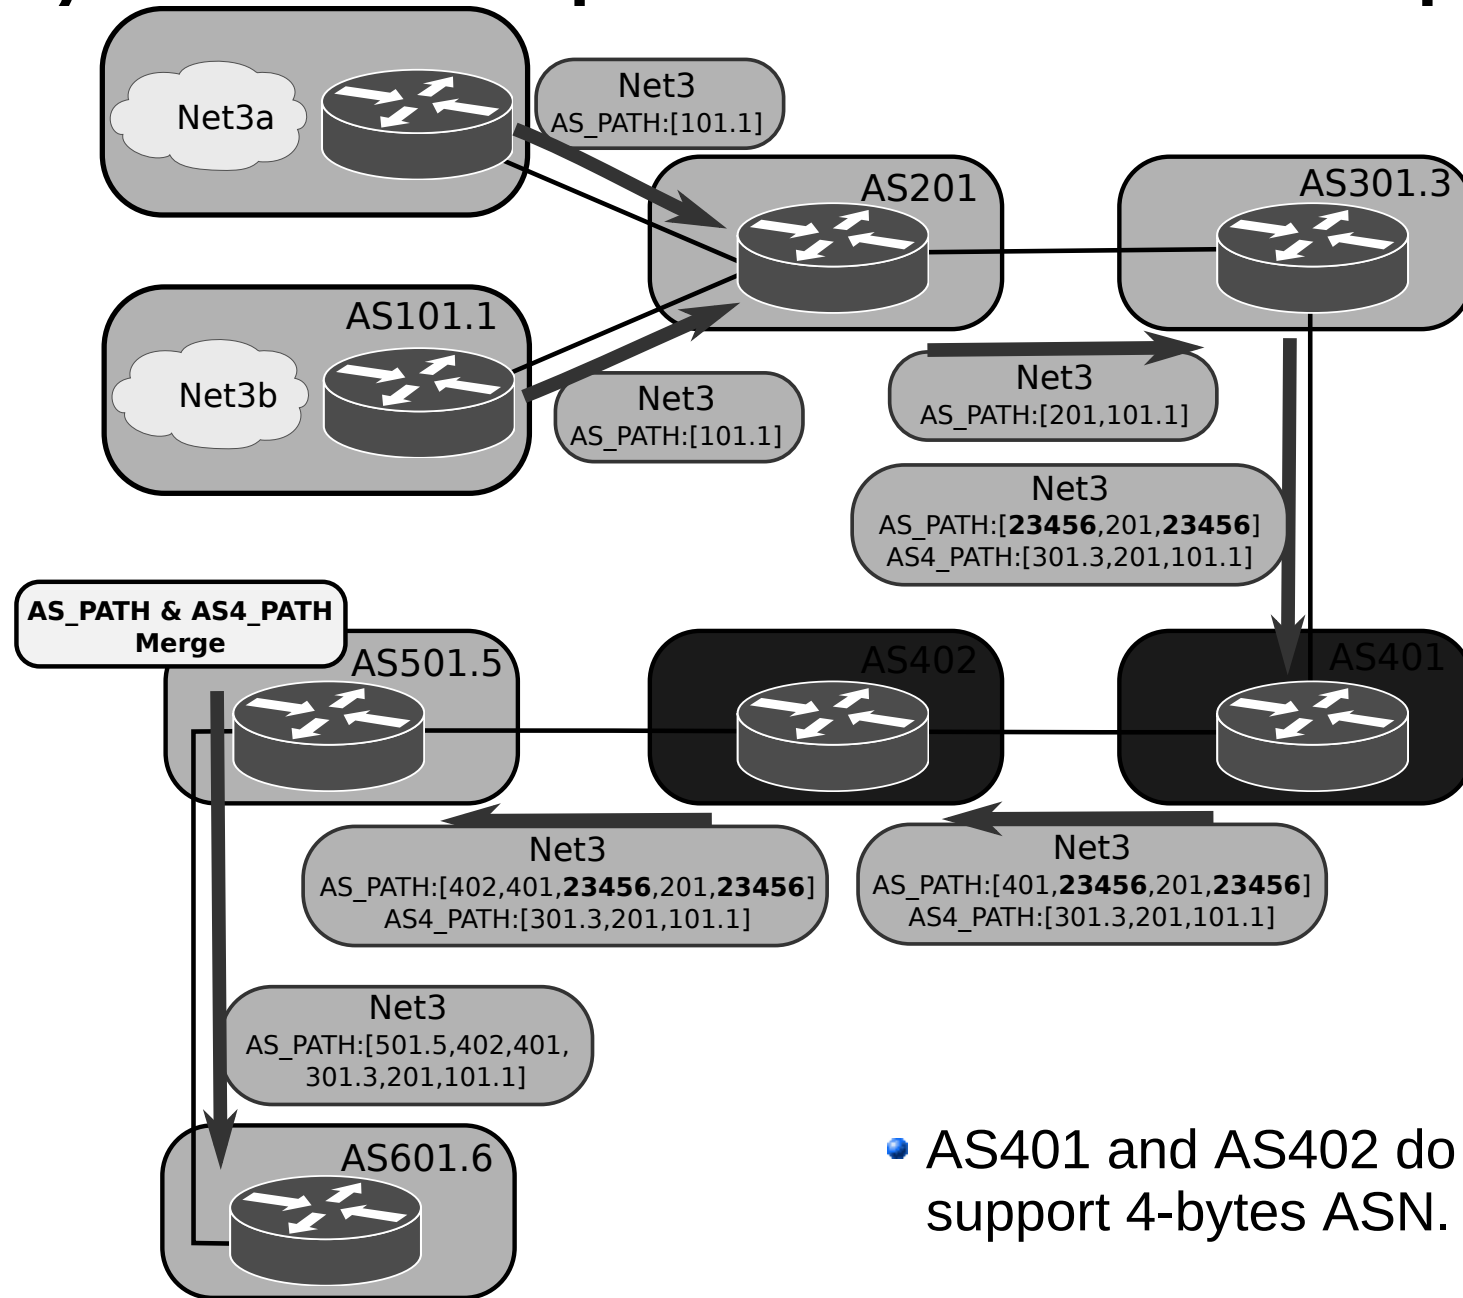 Net3a
Net3
AS_PATH:[101.1]
AS201
AS301.3
AS101.1
Net3b
Net3
AS_PATH:[101.1]
Net3
AS_PATH:[201,101.1]
Net3
AS_PATH:[23456,201,23456]
AS4_PATH:[301.3,201,101.1]
AS_PATH & AS4_PATH
Merge
AS501.5
AS402
AS401
Net3
AS_PATH:[402,401,23456,201,23456]
AS4_PATH:[301.3,201,101.1]
Net3
AS_PATH:[401,23456,201,23456]
AS4_PATH:[301.3,201,101.1]
Net3
AS_PATH:[501.5,402,401,
301.3,201,101.1]
AS601.6
AS401 and AS402 do
support 4-bytes ASN.